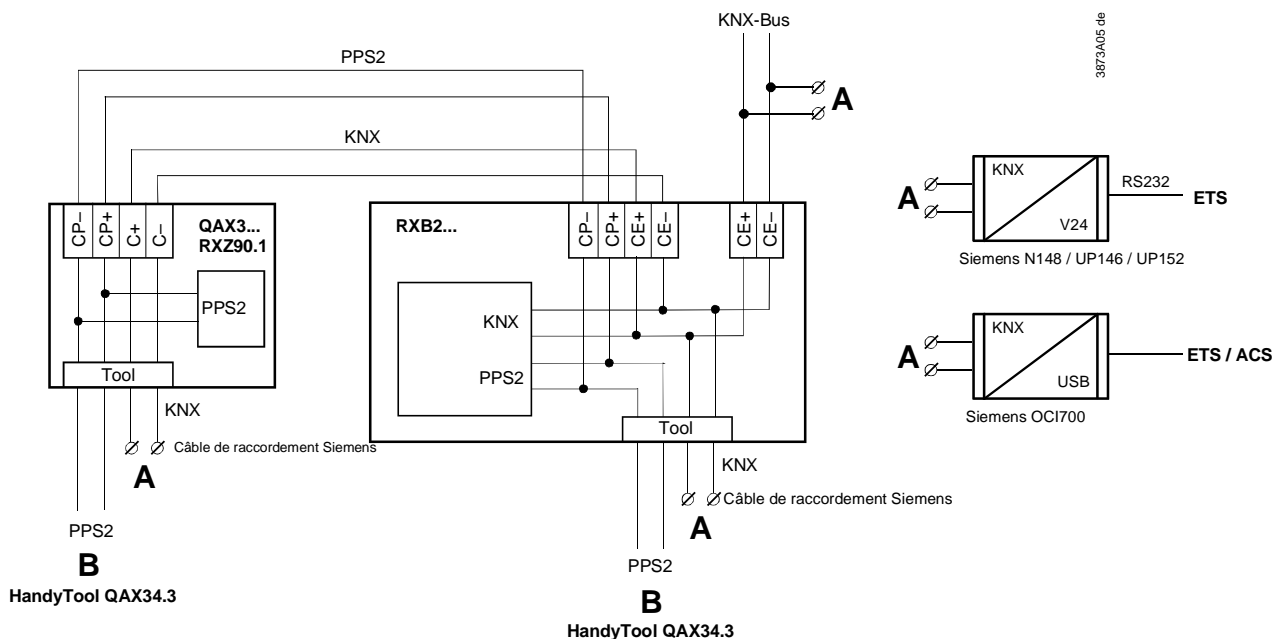 KNX-Bus
3873A05 de
PPS2
A
KNX
KNX
RS232
ETS
A
V24
Siemens N148 / UP146 / UP152
CP–
CP+
C+
C–
QAX3...
RXZ90.1
PPS2
Tool
KNX
Câble de raccordement Siemens
A
PPS2
B
HandyTool QAX34.3
RXB2...
CP–
CP+
CE+
CE–
CE+
CE–
KNX
PPS2
Tool
KNX
Câble de raccordement Siemens
A
PPS2
B
HandyTool QAX34.3
KNX
A
ETS / ACS
USB
Siemens OCI700